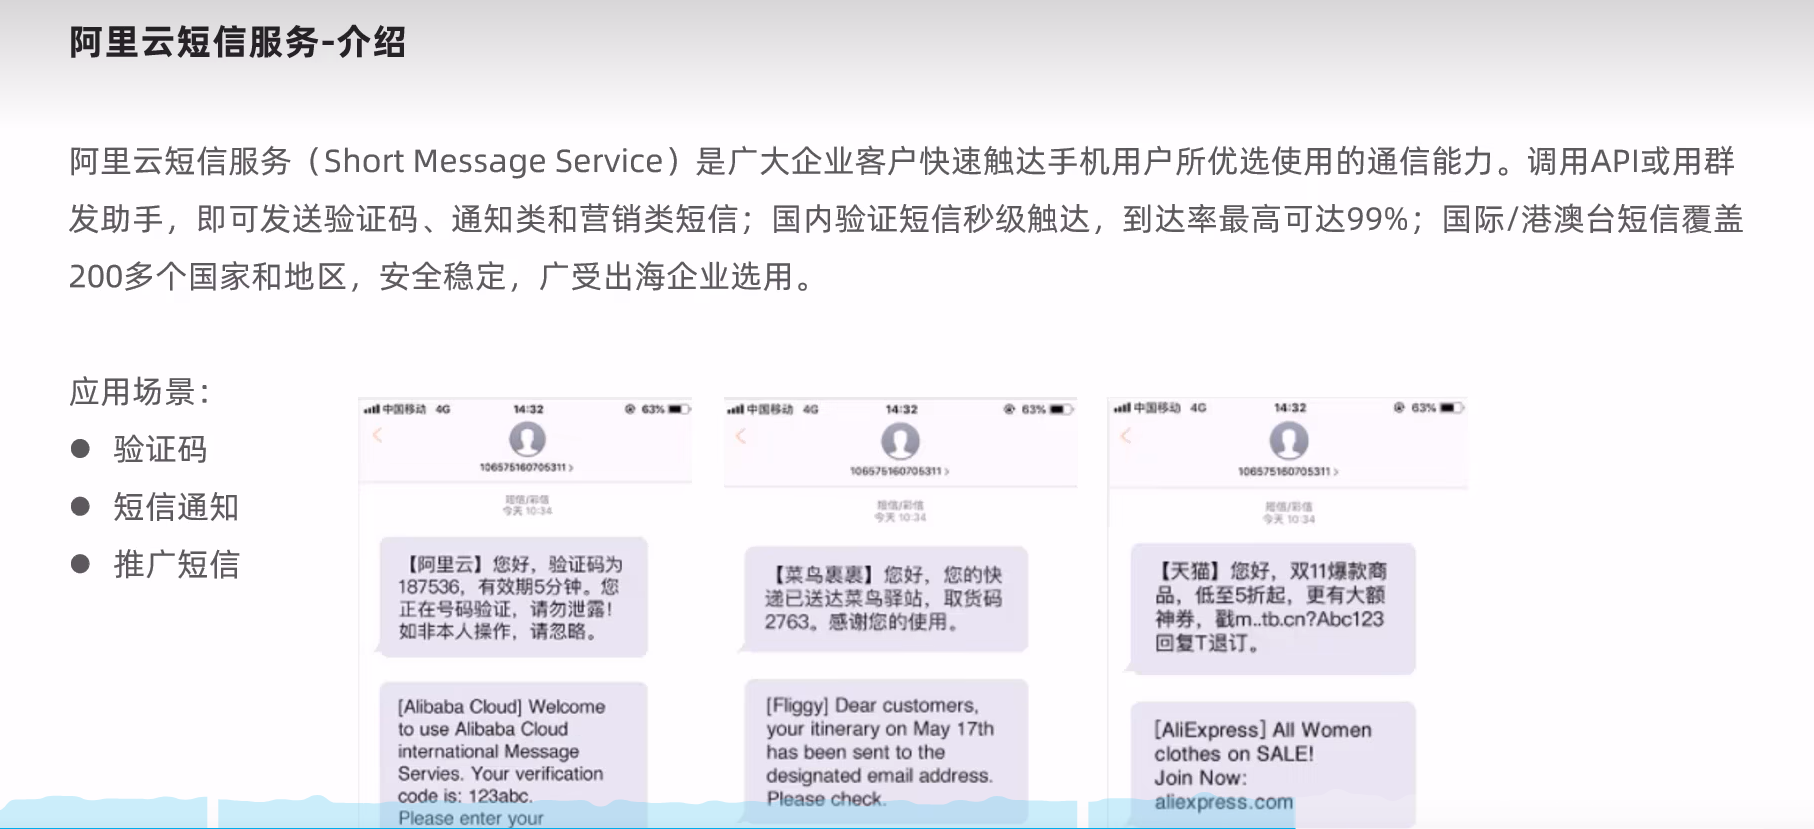 阿里云短信服务-介绍
阿里云短信服务（Short Message Service）是广大企业客户快速触达手机用户所优选使用的通信能力。调用API或用群
发助手，即可发送验证码、通知类和营销类短信；国内验证短信秒级触达，到达率最高可达99%；国际/港澳台短信覆盖
200多个国家和地区，安全稳定，广受出海企业选用。
应用场景：
● 验证码
● 短信通知
● 推广短信
中国移动 4G 14:32 63%
106575160705311 >
短信/彩信
今天 10:34
【阿里云】您好，验证码为
187536，有效期5分钟。您
正在号码验证，请勿泄露！
如非本人操作，请忽略。
[Alibaba Cloud] Welcome
to use Alibaba Cloud
international Message
Servies. Your verification
code is: 123abc.
Please enter your
中国移动 4G 14:32 63%
106575160705311 >
短信/彩信
今天 10:34
【菜鸟裹裹】您好，您的快
递已送达菜鸟驿站，取货码
2763。感谢您的使用。
[Fliggy] Dear customers,
your itinerary on May 17th
has been sent to the
designated email address.
Please check.
中国移动 4G 14:32 63%
106575160705311 >
短信/彩信
今天 10:34
【天猫】您好，双11爆款商
品，低至5折起，更有大额
神券，戳m..tb.cn?Abc123
回复T退订。
[AliExpress] All Women
clothes on SALE!
Join Now:
aliexpress.com